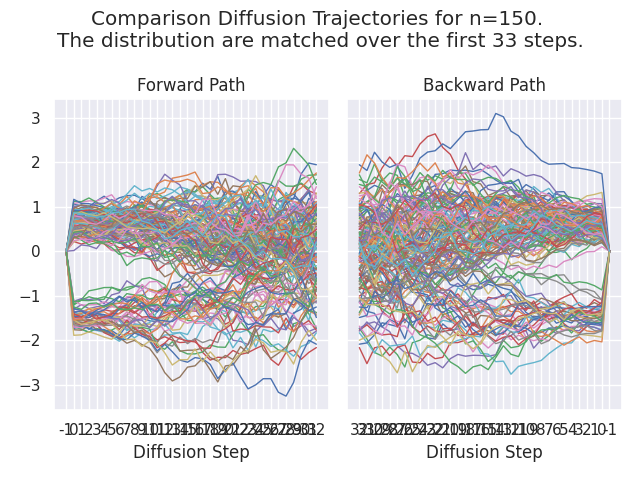 Comparison Diffusion Trajectories for n=150.
The distribution are matched over the first 33 steps.
Forward Path
Backward Path
3
2
1
0
−1
−2
−3
Diffusion Step
Diffusion Step